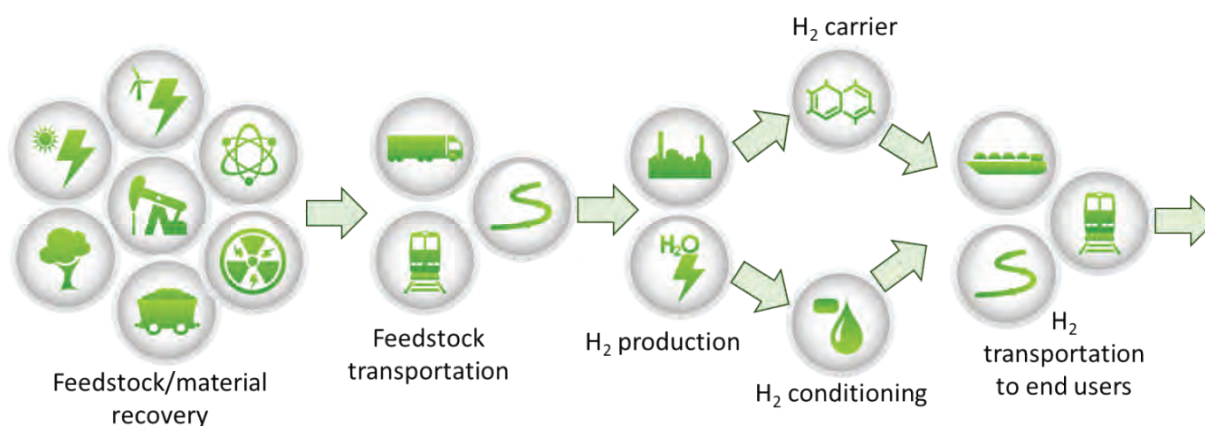 Feedstock/material
recovery
Feedstock
transportation
H₂O
H₂ production
H₂ carrier
H₂ conditioning
H₂
transportation
to end users